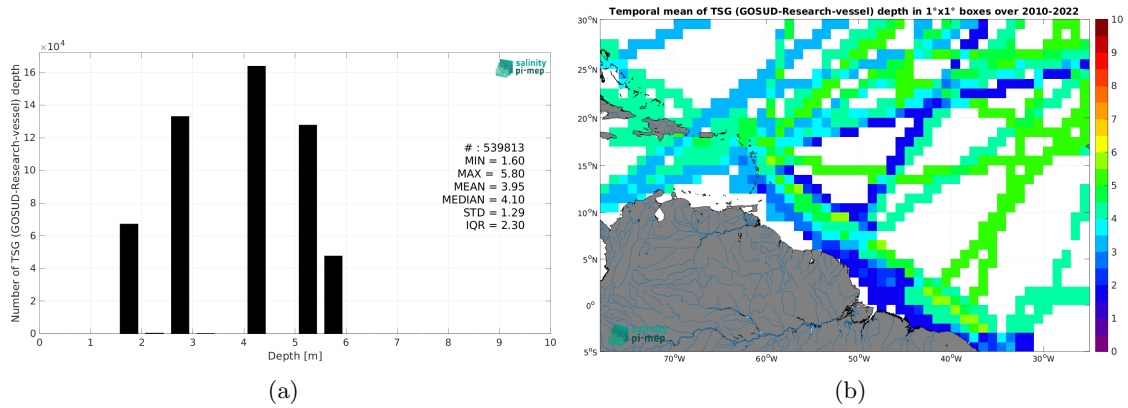 Temporal mean of TSG (GOSUD-Research-vessel) depth in 1°x1° boxes over 2010-2022
×10⁴
16
14
12
10
8
6
4
2
0
Number of TSG (GOSUD-Research-vessel) depth
salinity
pi-mep
# : 539813
MIN = 1.60
MAX = 5.80
MEAN = 3.95
MEDIAN = 4.10
STD = 1.29
IQR = 2.30
0 1 2 3 4 5 6 7 8 9 10
Depth [m]
(a)
30°N
25°N
20°N
15°N
10°N
5°N
0°
5°S
salinity
pi-mep
70°W 60°W 50°W 40°W 30°W
10
9
8
7
6
5
4
3
2
1
0
(b)